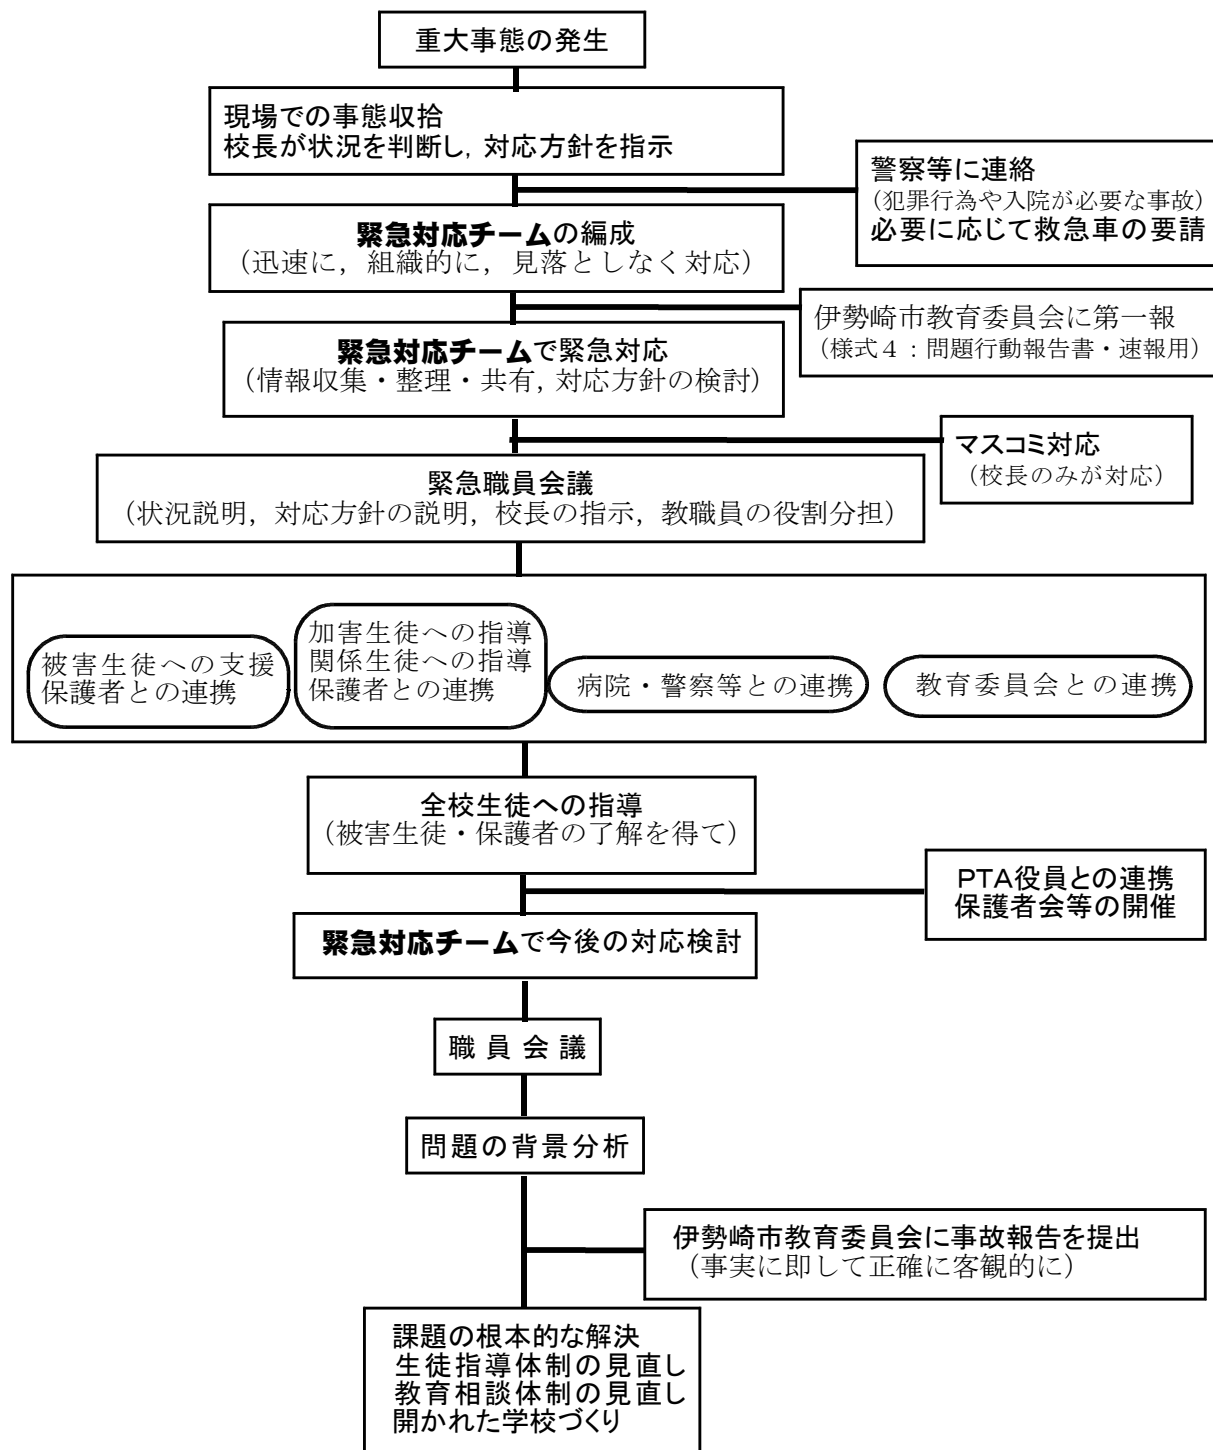 重大事態の発生
現場での事態収拾
校長が状況を判断し，対応方針を指示
警察等に連絡
（犯罪行為や入院が必要な事故）
必要に応じて救急車の要請
緊急対応チームの編成
（迅速に，組織的に，見落としなく対応）
伊勢崎市教育委員会に第一報
（様式４：問題行動報告書・速報用）
緊急対応チームで緊急対応
（情報収集・整理・共有，対応方針の検討）
マスコミ対応
（校長のみが対応）
緊急職員会議
（状況説明，対応方針の説明，校長の指示，教職員の役割分担）
被害生徒への支援
保護者との連携
加害生徒への指導
関係生徒への指導
保護者との連携
病院・警察等との連携
教育委員会との連携
全校生徒への指導
（被害生徒・保護者の了解を得て）
ＰＴＡ役員との連携
保護者会等の開催
緊急対応チームで今後の対応検討
職員会議
問題の背景分析
伊勢崎市教育委員会に事故報告を提出
（事実に即して正確に客観的に）
課題の根本的な解決
生徒指導体制の見直し
教育相談体制の見直し
開かれた学校づくり